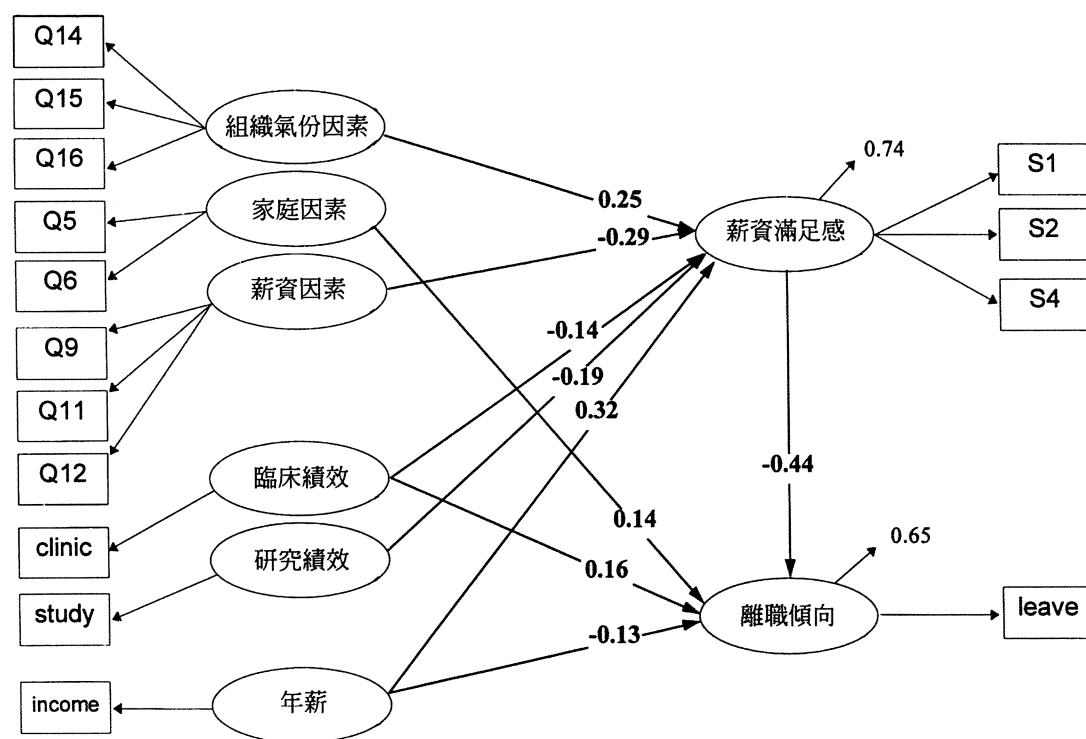 Q14
Q15
Q16
Q5
Q6
Q9
Q11
Q12
clinic
study
income
組織氣份因素
家庭因素
薪資因素
臨床績效
研究績效
年薪
0.25
-0.29
-0.14
-0.19
0.32
0.14
0.16
-0.13
薪資滿足感
0.74
-0.44
離職傾向
0.65
S1
S2
S4
leave